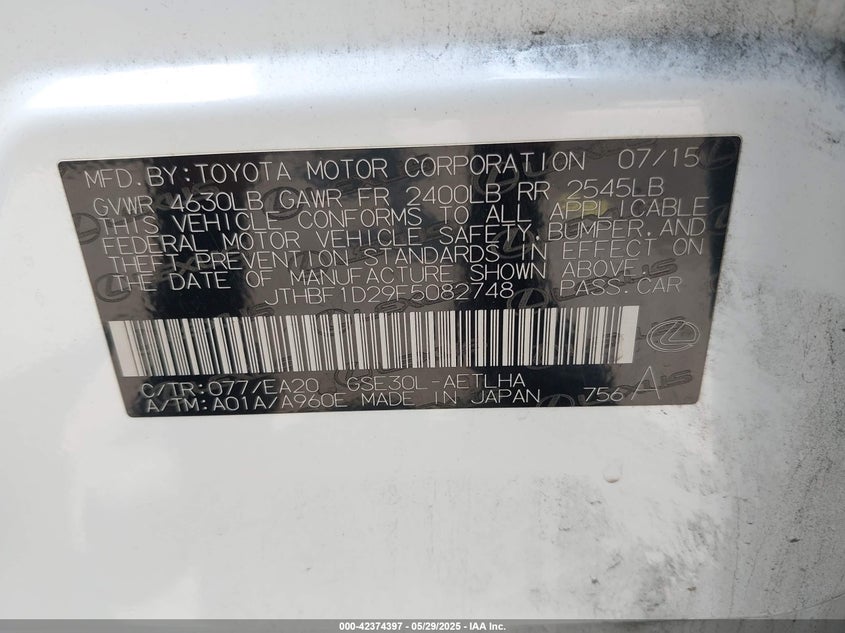 MFD. BY: TOYOTA MOTOR CORPORATION 07/15
GVWR 4630LB GAWR FR 2400LB RR 2545LB
THIS VEHICLE CONFORMS TO ALL APPLICABLE
FEDERAL MOTOR VEHICLE SAFETY, BUMPER, AND
THEFT PREVENTION STANDARDS IN EFFECT ON
THE DATE OF MANUFACTURE SHOWN ABOVE.
JTHBF1D29F5082748 PASS. CAR
C/TR: 077/EA20 GSE30L-AETLHA
A/TM: A01A/A960E MADE IN JAPAN 756 A
000-42374397 - 05/29/2025 - IAA Inc.